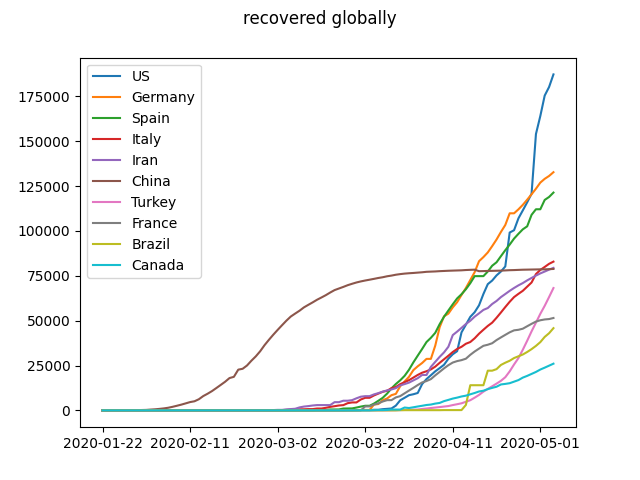 recovered globally
US
Germany
Spain
Italy
Iran
China
Turkey
France
Brazil
Canada
175000
150000
125000
100000
75000
50000
25000
0
2020-01-22 2020-02-11 2020-03-02 2020-03-22 2020-04-11 2020-05-01